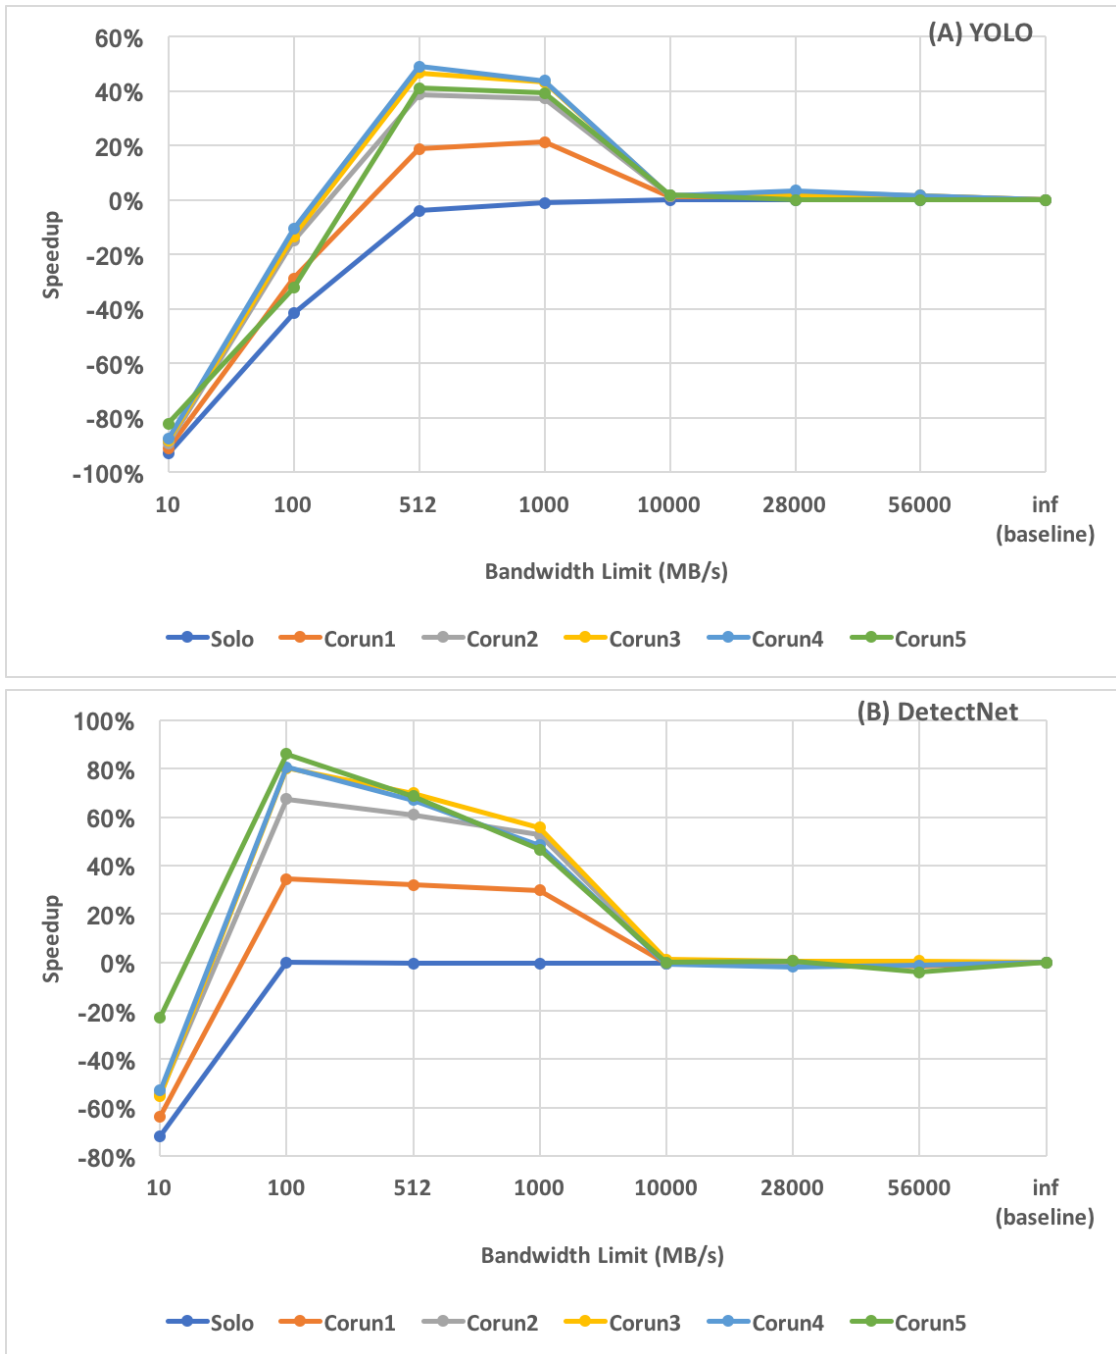 (A) YOLO
60%
40%
20%
0%
-20%
-40%
-60%
-80%
-100%
Speedup
10 100 512 1000 10000 28000 56000 inf
(baseline)
Bandwidth Limit (MB/s)
Solo Corun1 Corun2 Corun3 Corun4 Corun5
(B) DetectNet
100%
80%
60%
40%
20%
0%
-20%
-40%
-60%
-80%
Speedup
10 100 512 1000 10000 28000 56000 inf
(baseline)
Bandwidth Limit (MB/s)
Solo Corun1 Corun2 Corun3 Corun4 Corun5